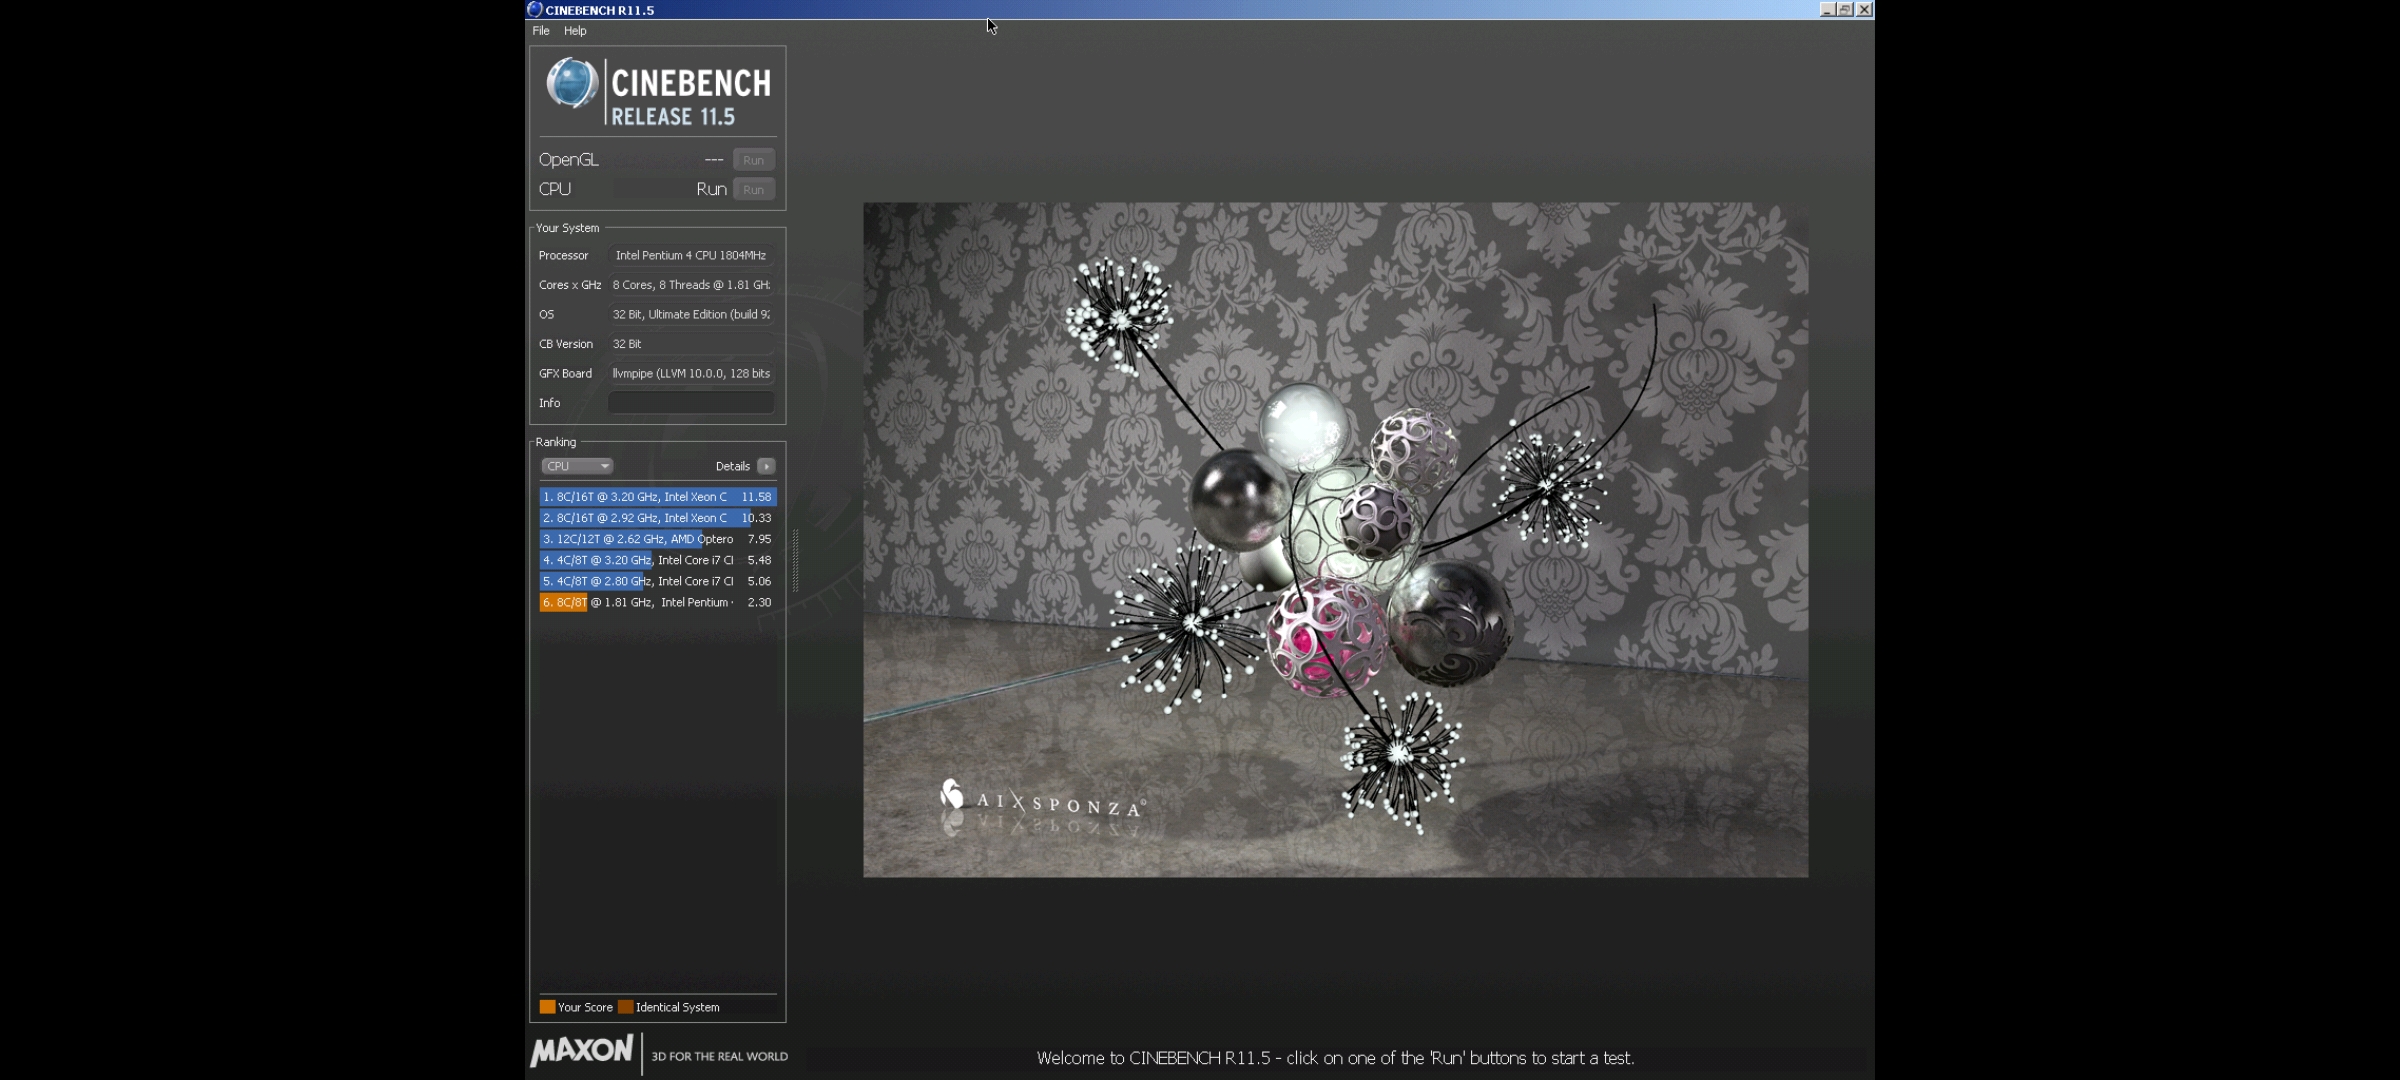 CINEBENCH R11.5
File Help
CINEBENCH
RELEASE 11.5
OpenGL --- Run
CPU Run Run
Your System
Processor Intel Pentium 4 CPU 1804MHz
Cores x GHz 8 Cores, 8 Threads @ 1.81 GH
OS 32 Bit, Ultimate Edition (build 92
CB Version 32 Bit
GFX Board llvmpipe (LLVM 10.0.0, 128 bits
Info
Ranking
CPU Details
1. 8C/16T @ 3.20 GHz, Intel Xeon C 11.58
2. 8C/16T @ 2.92 GHz, Intel Xeon C 10.33
3. 12C/12T @ 2.62 GHz, AMD Optero 7.95
4. 4C/8T @ 3.20 GHz, Intel Core i7 CI 5.48
5. 4C/8T @ 2.80 GHz, Intel Core i7 CI 5.06
6. 8C/8T @ 1.81 GHz, Intel Pentium 2.30
AIXSPONZA®
Your Score Identical System
MAXON 3D FOR THE REAL WORLD
Welcome to CINEBENCH R11.5 - click on one of the 'Run' buttons to start a test.